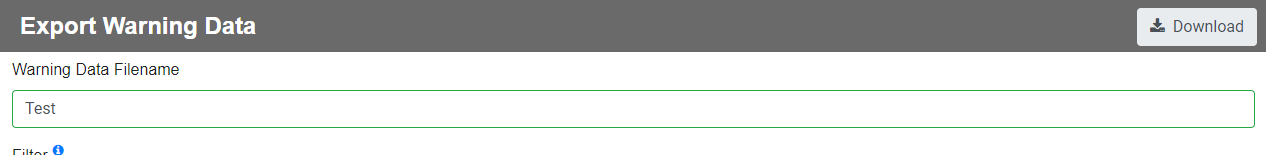 Export Warning Data
Download
Warning Data Filename
Test
Filter